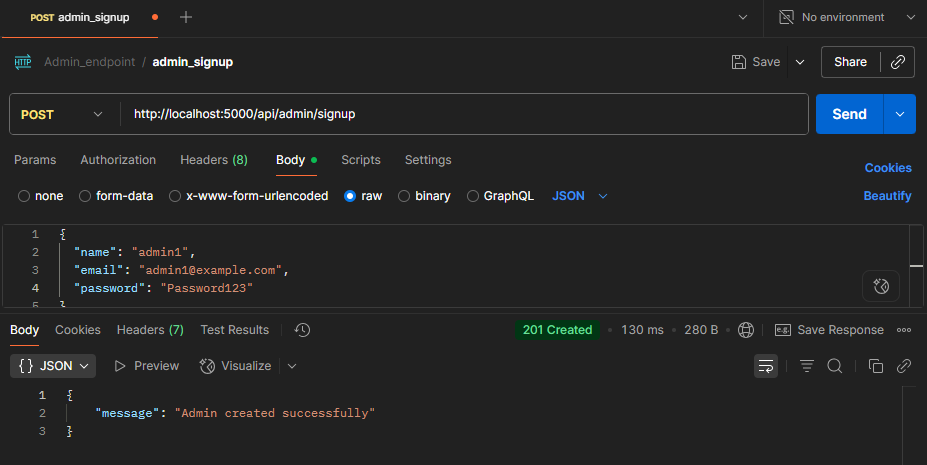 POST admin_signup
No environment
HTTP Admin_endpoint / admin_signup
Save
Share
POST http://localhost:5000/api/admin/signup
Send
Params Authorization Headers (8) Body Scripts Settings
Cookies
none form-data x-www-form-urlencoded raw binary GraphQL JSON
Beautify
1 {
2 "name": "admin1",
3 "email": "admin1@example.com",
4 "password": "Password123"
5 }
Body Cookies Headers (7) Test Results
201 Created • 130 ms • 280 B
e.g. Save Response
{} JSON Preview Visualize
1 {
2 "message": "Admin created successfully"
3 }